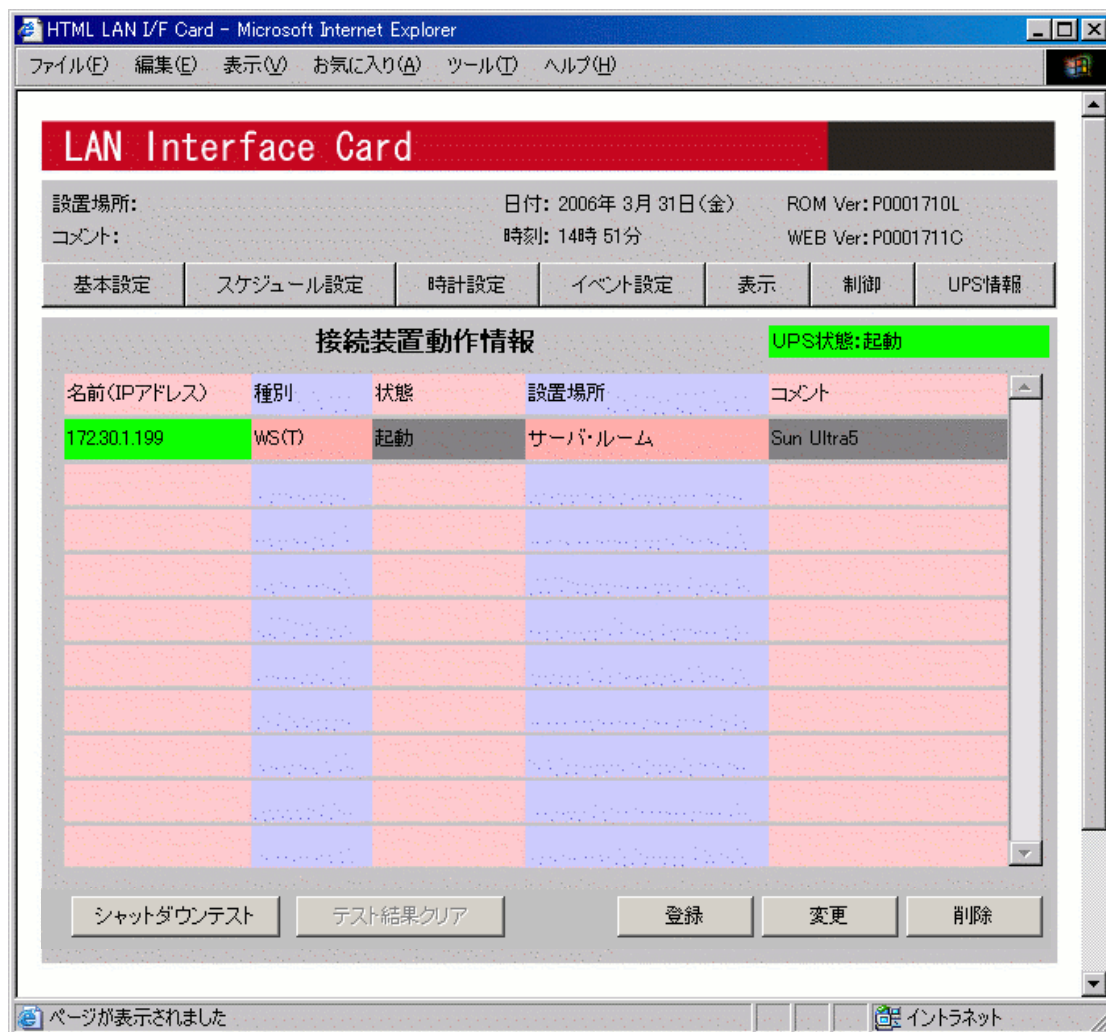 HTML LAN I/F Card - Microsoft Internet Explorer
ファイル(F) 編集(E) 表示(V) お気に入り(A) ツール(T) ヘルプ(H)
LAN Interface Card
設置場所: 日付: 2006年 3月 31日(金) ROM Ver:P0001710L
コメント: 時刻: 14時 51分 WEB Ver:P0001711C
基本設定 スケジュール設定 時計設定 イベント設定 表示 制御 UPS情報
接続装置動作情報 UPS状態:起動
名前(IPアドレス) 種別 状態 設置場所 コメント
172.30.1.199 WS(T) 起動 サーバ・ルーム Sun Ultra5
シャットダウンテスト テスト結果クリア 登録 変更 削除
ページが表示されました イントラネット